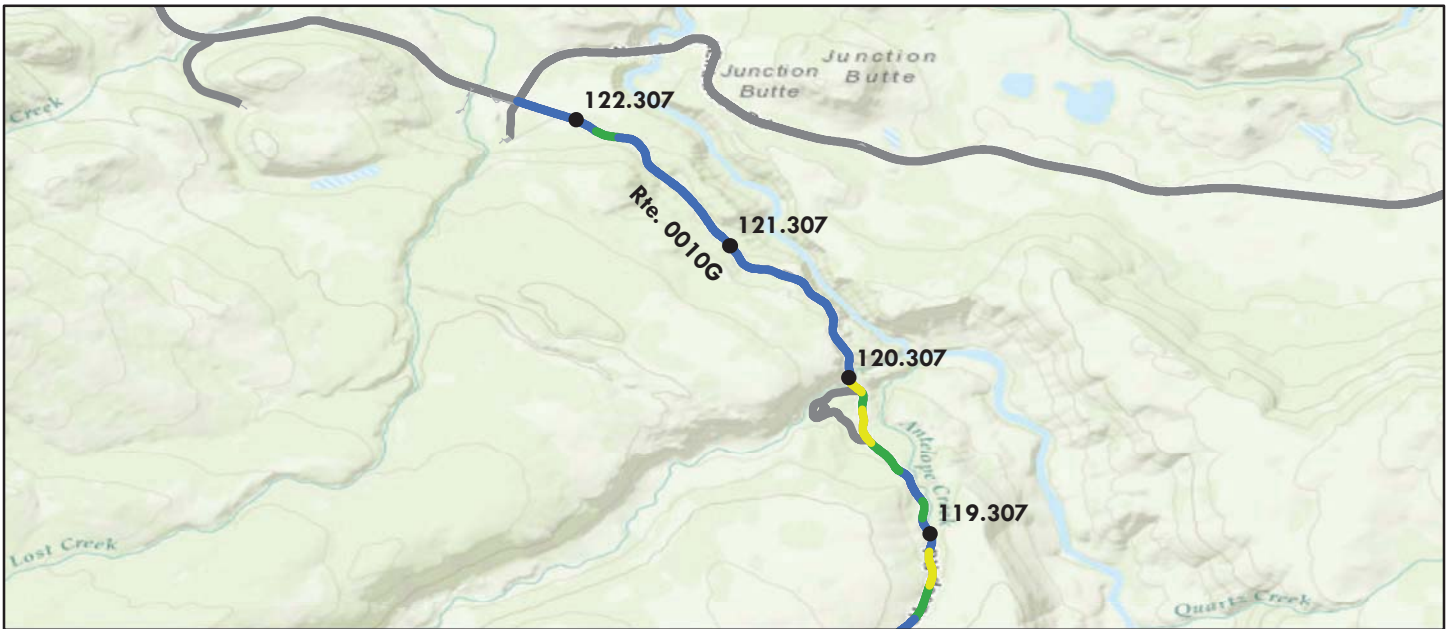 Junction
Butte
Junction
Butte
Creek
122.307
121.307
Rte. 0010G
120.307
Antelope Creek
119.307
Lost Creek
Quartz Creek